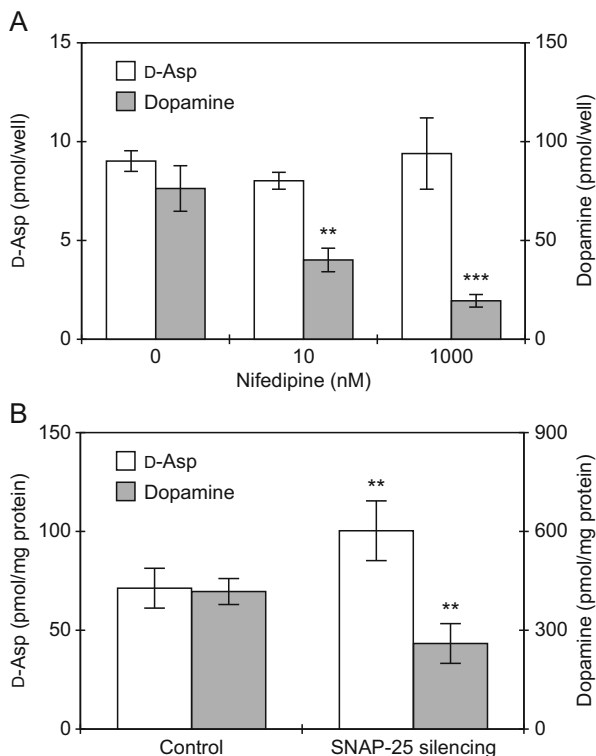 A
15
10
5
0
D-Asp (pmol/well)
D-Asp
Dopamine
**
***
150
100
50
0
Dopamine (pmol/well)
0 10 1000
Nifedipine (nM)
B
150
100
50
0
D-Asp (pmol/mg protein)
D-Asp
Dopamine
**
**
900
600
300
0
Dopamine (pmol/mg protein)
Control SNAP-25 silencing